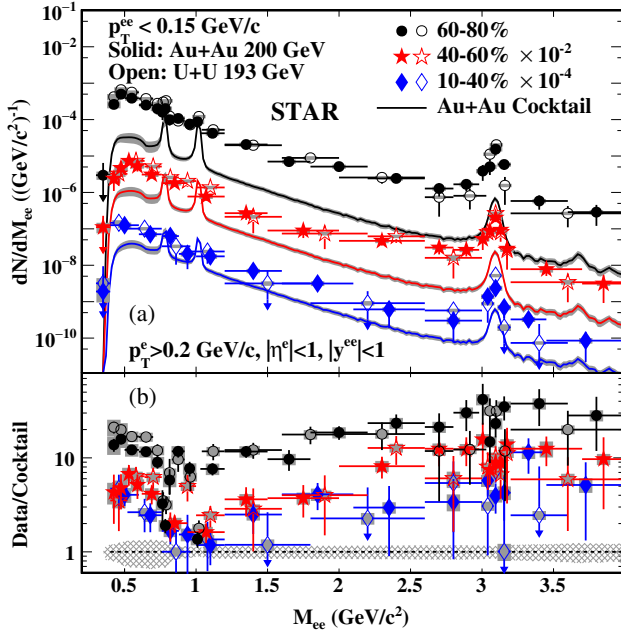 p_T^ee < 0.15 GeV/c
Solid: Au+Au 200 GeV
Open: U+U 193 GeV
60-80%
40-60% ×10^-2
10-40% ×10^-4
Au+Au Cocktail
STAR
dN/dM_ee ((GeV/c²)^-1)
10^-1
10^-2
10^-4
10^-6
10^-8
10^-10
(a)
p_T^e>0.2 GeV/c, |η^e|<1, |y^ee|<1
(b)
Data/Cocktail
10
1
0.5 1 1.5 2 2.5 3 3.5
M_ee (GeV/c²)